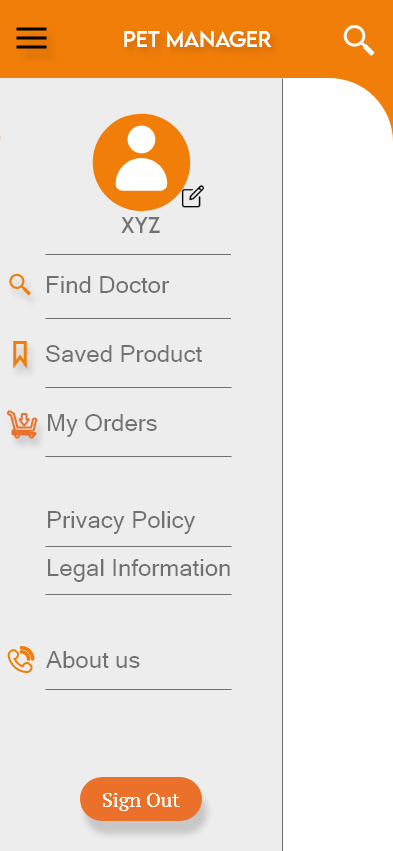 PET MANAGER
XYZ
Find Doctor
Saved Product
My Orders
Privacy Policy
Legal Information
About us
Sign Out